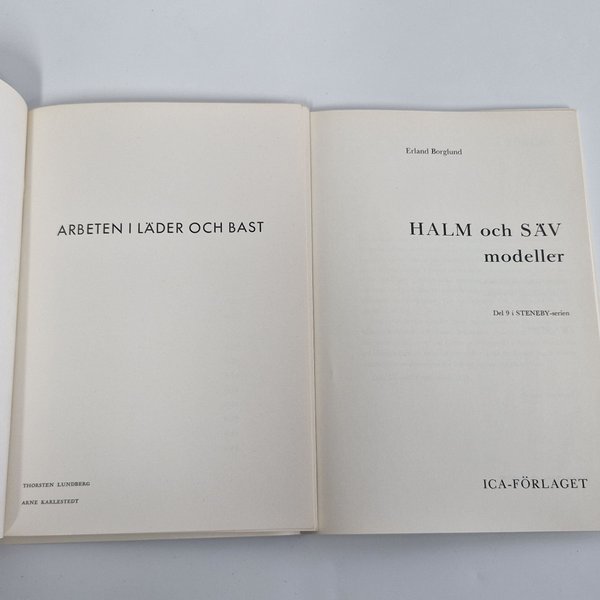 ARBETEN I LÄDER OCH BAST
THORSTEN LUNDBERG
ARNE KARLESTEDT
Erland Borglund
HALM och SÄV
modeller
Del 9 i STENEBY-serien
ICA-FÖRLAGET